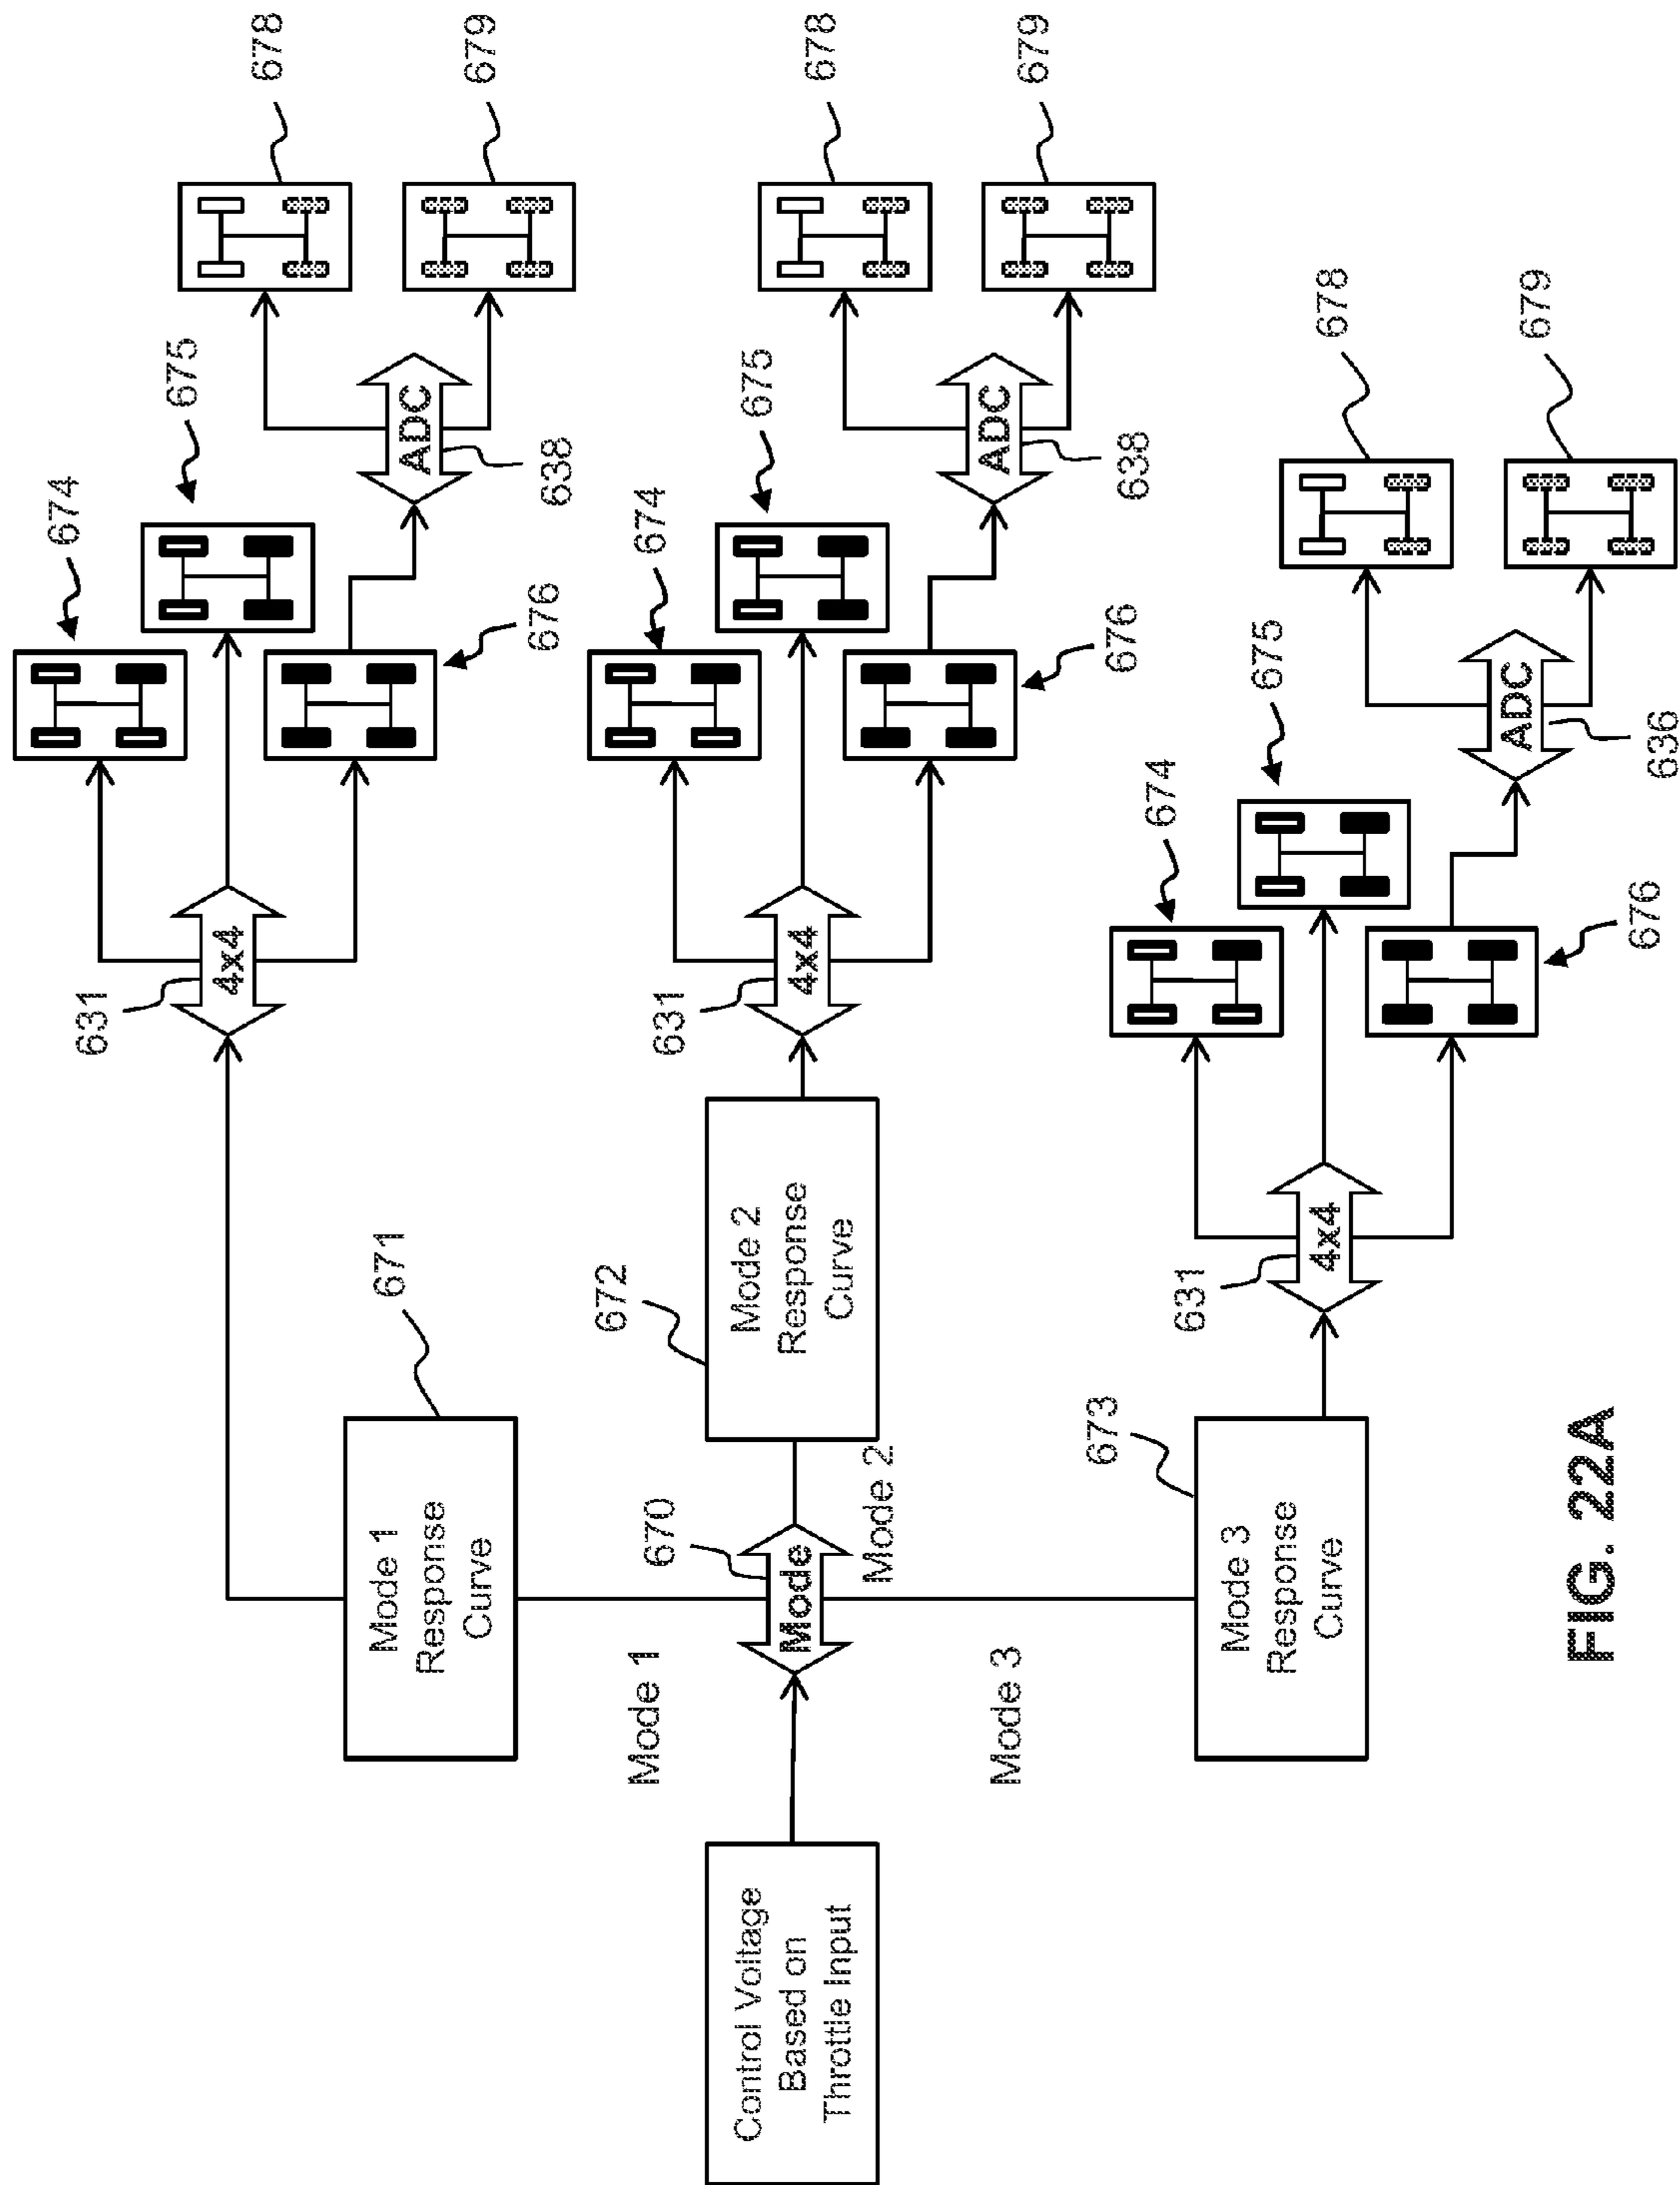 Control Voltage
Based on
Throttle Input
Mode
670
Mode 1
Mode 2
Mode 3
Mode 1
Response
Curve
671
Mode 2
Response
Curve
672
Mode 3
Response
Curve
673
4x4
631
674
675
676
ADC
638
678
679
4x4
631
674
675
676
ADC
638
678
679
4x4
631
674
675
676
ADC
636
678
679
FIG. 22A